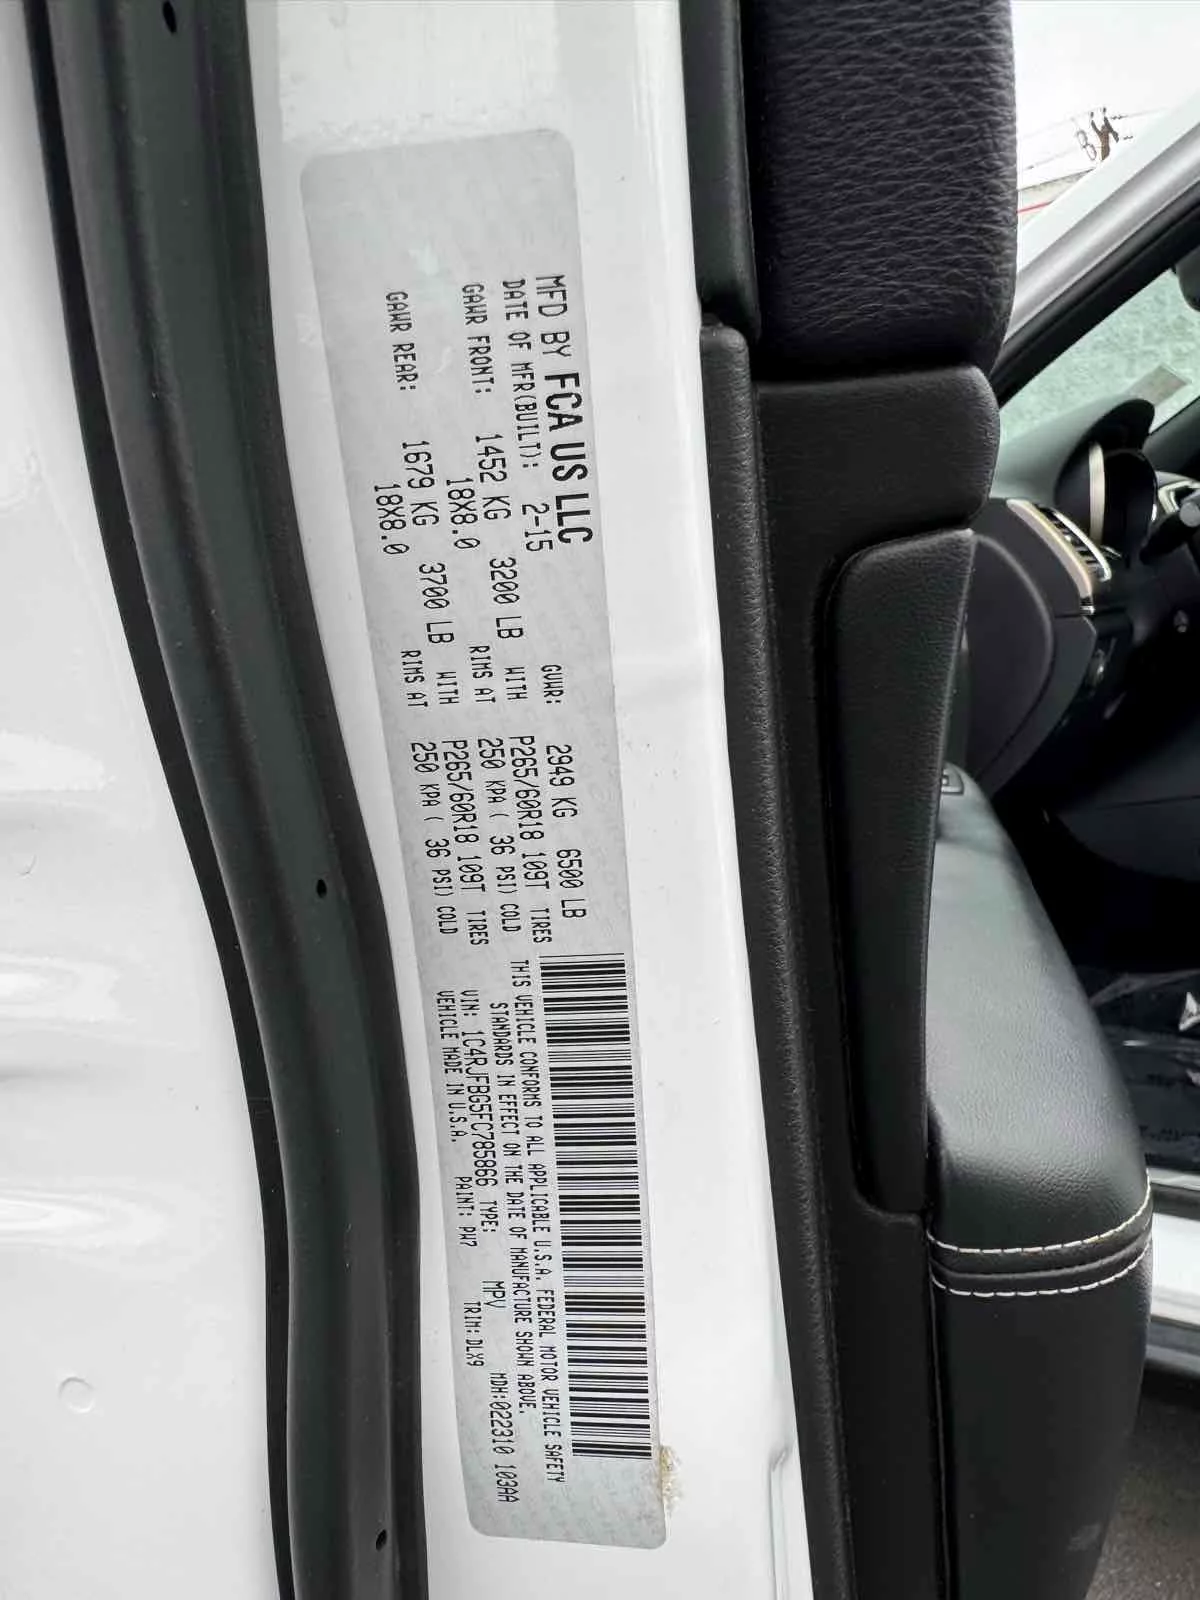 MFD BY FCA US LLC
DATE OF MFR(BUILT): 2-15 GVWR: 2949 KG 6500 LB
GAWR FRONT: 1452 KG 3200 LB WITH P265/60R18 109T TIRES
18X8.0 RIMS AT 250 KPA ( 36 PSI) COLD
GAWR REAR: 1679 KG 3700 LB WITH P265/60R18 109T TIRES
18X8.0 RIMS AT 250 KPA ( 36 PSI) COLD
THIS VEHICLE CONFORMS TO ALL APPLICABLE U.S.A. FEDERAL MOTOR VEHICLE SAFETY
STANDARDS IN EFFECT ON THE DATE OF MANUFACTURE SHOWN ABOVE.
VIN: 1C4RJFBG5FC785866 TYPE: MPV MDH:022310 103AA
VEHICLE MADE IN U.S.A. PAINT: PW7 TRIM: DLX9